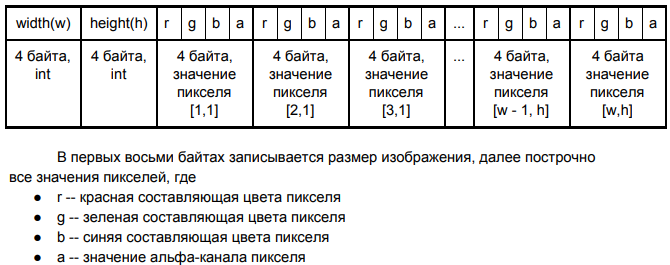 width(w) height(h) r g b a r g b a r g b a ... r g b a r g b a
4 байта, int 4 байта, int 4 байта, значение пикселя [1,1] 4 байта, значение пикселя [2,1] 4 байта, значение пикселя [3,1] ... 4 байта, значение пикселя [w - 1, h] 4 байта значение пикселя [w,h]
В первых восьми байтах записывается размер изображения, далее построчно
все значения пикселей, где
● r -- красная составляющая цвета пикселя
● g -- зеленая составляющая цвета пикселя
● b -- синяя составляющая цвета пикселя
● a -- значение альфа-канала пикселя